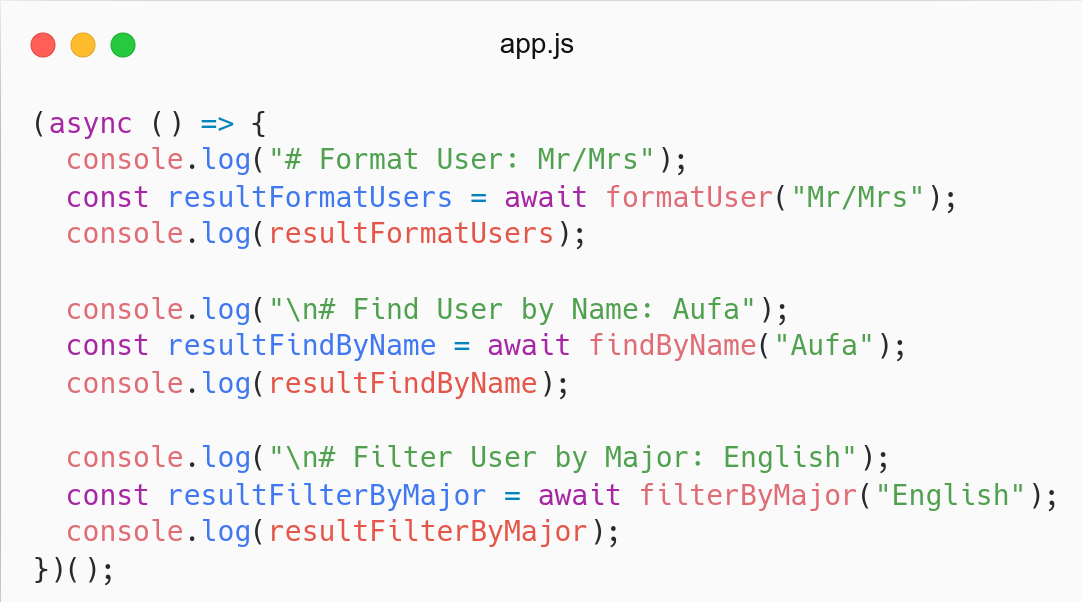 app.js
(async () => {
  console.log("# Format User: Mr/Mrs");
  const resultFormatUsers = await formatUser("Mr/Mrs");
  console.log(resultFormatUsers);

  console.log("\n# Find User by Name: Aufa");
  const resultFindByName = await findByName("Aufa");
  console.log(resultFindByName);

  console.log("\n# Filter User by Major: English");
  const resultFilterByMajor = await filterByMajor("English");
  console.log(resultFilterByMajor);
})();